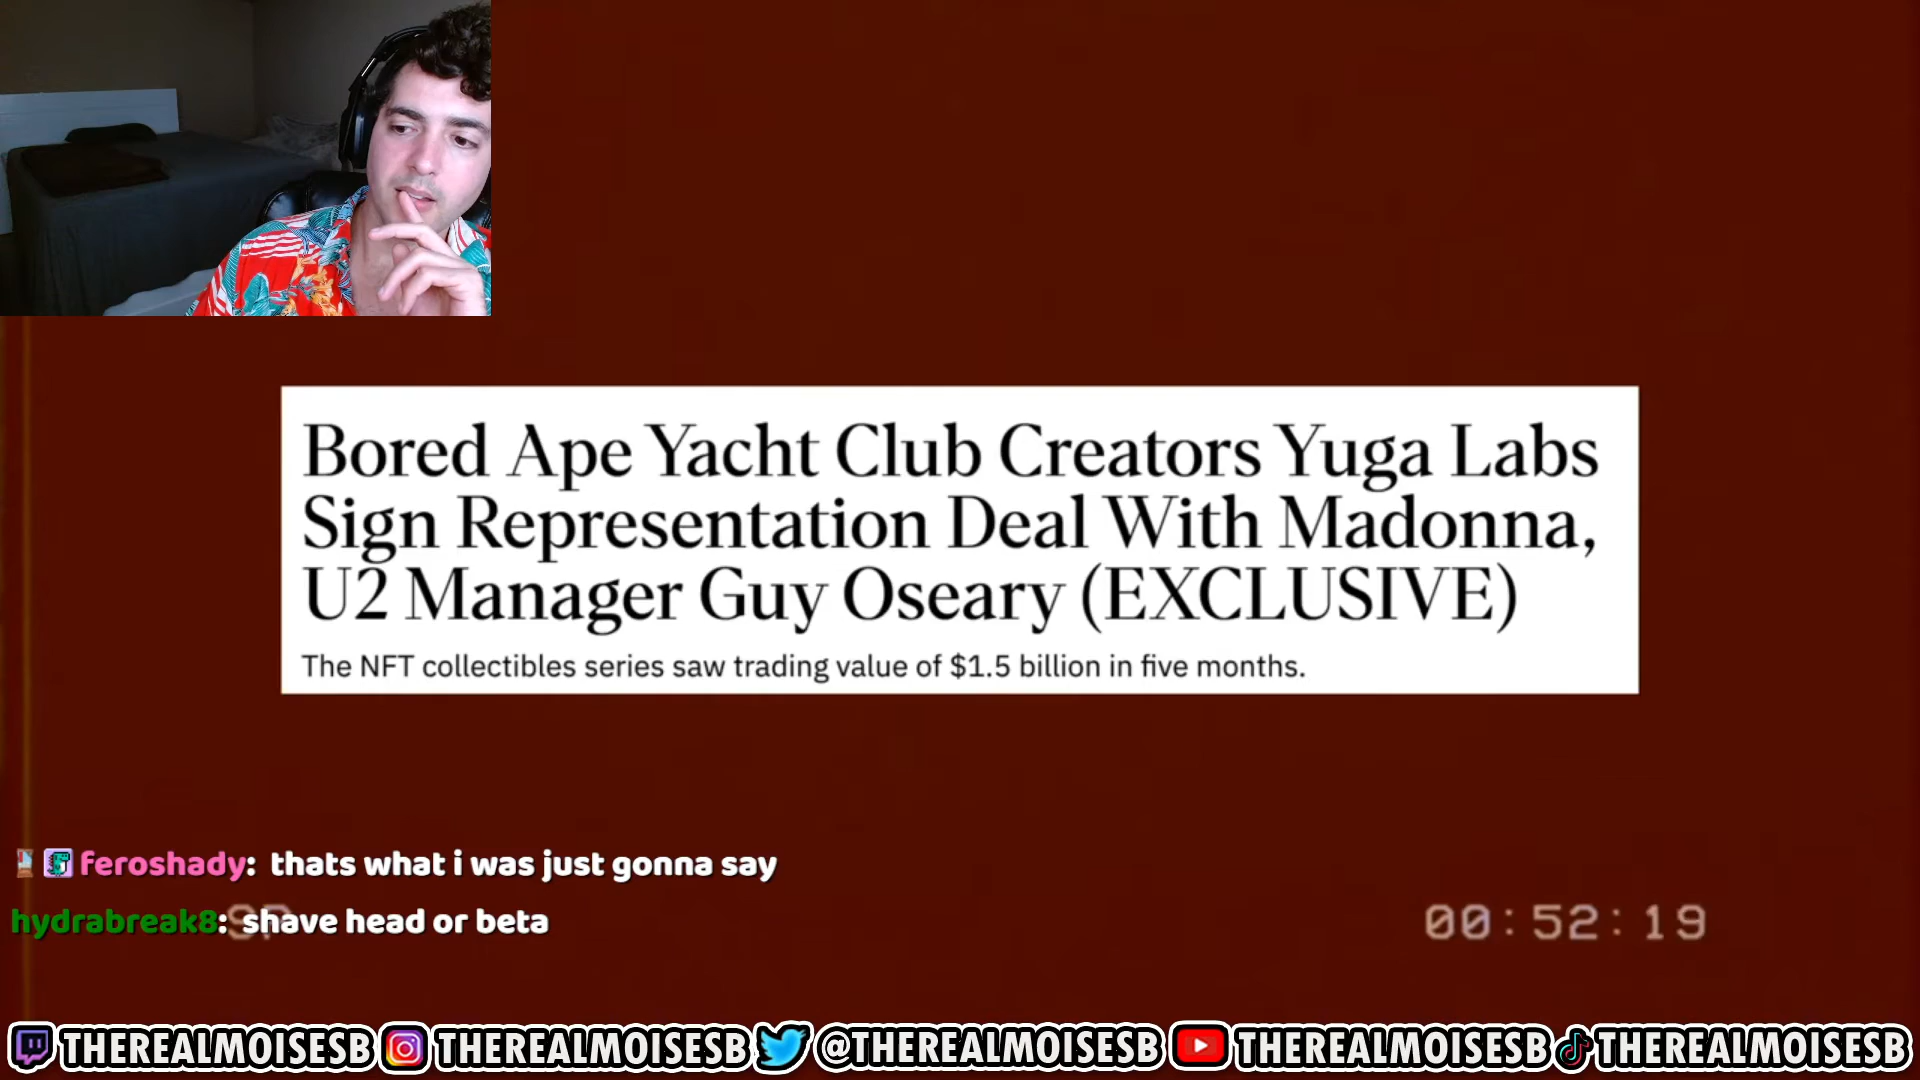 Bored Ape Yacht Club Creators Yuga Labs
Sign Representation Deal With Madonna,
U2 Manager Guy Oseary (EXCLUSIVE)
The NFT collectibles series saw trading value of $1.5 billion in five months.
feroshady: thats what i was just gonna say
hydrabreak8: shave head or beta
SP
00:52:19
THEREALMOISESB THEREALMOISESB @THEREALMOISESB THEREALMOISESB THEREALMOISESB